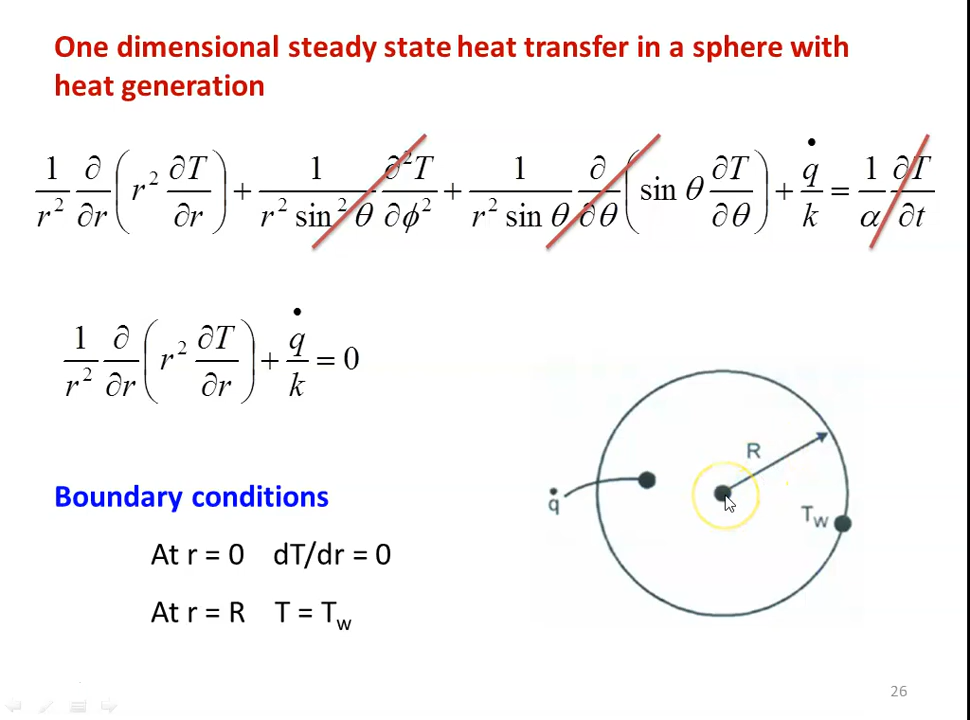 One dimensional steady state heat transfer in a sphere with
heat generation
1/r² ∂/∂r (r² ∂T/∂r) + 1/(r² sin² θ) ∂²T/∂ϕ² + 1/(r² sin θ) ∂/∂θ (sin θ ∂T/∂θ) + q̇/k = 1/α ∂T/∂t
1/r² ∂/∂r (r² ∂T/∂r) + q̇/k = 0
R
Boundary conditions
q̇
T_W
At r = 0 dT/dr = 0
At r = R T = T_w
26